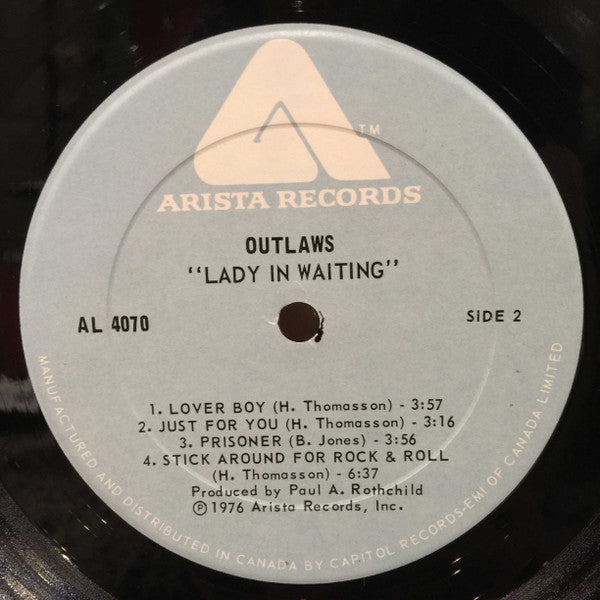 TM
ARISTA RECORDS
OUTLAWS
"LADY IN WAITING"
AL 4070
SIDE 2
1. LOVER BOY (H. Thomasson) - 3:57
2. JUST FOR YOU (H. Thomasson) - 3:16
3. PRISONER (B. Jones) - 3:56
4. STICK AROUND FOR ROCK & ROLL
(H. Thomasson) - 6:37
Produced by Paul A. Rothchild
Ⓟ1976 Arista Records, Inc.
MANUFACTURED AND DISTRIBUTED IN CANADA BY CAPITOL RECORDS-EMI OF CANADA LIMITED